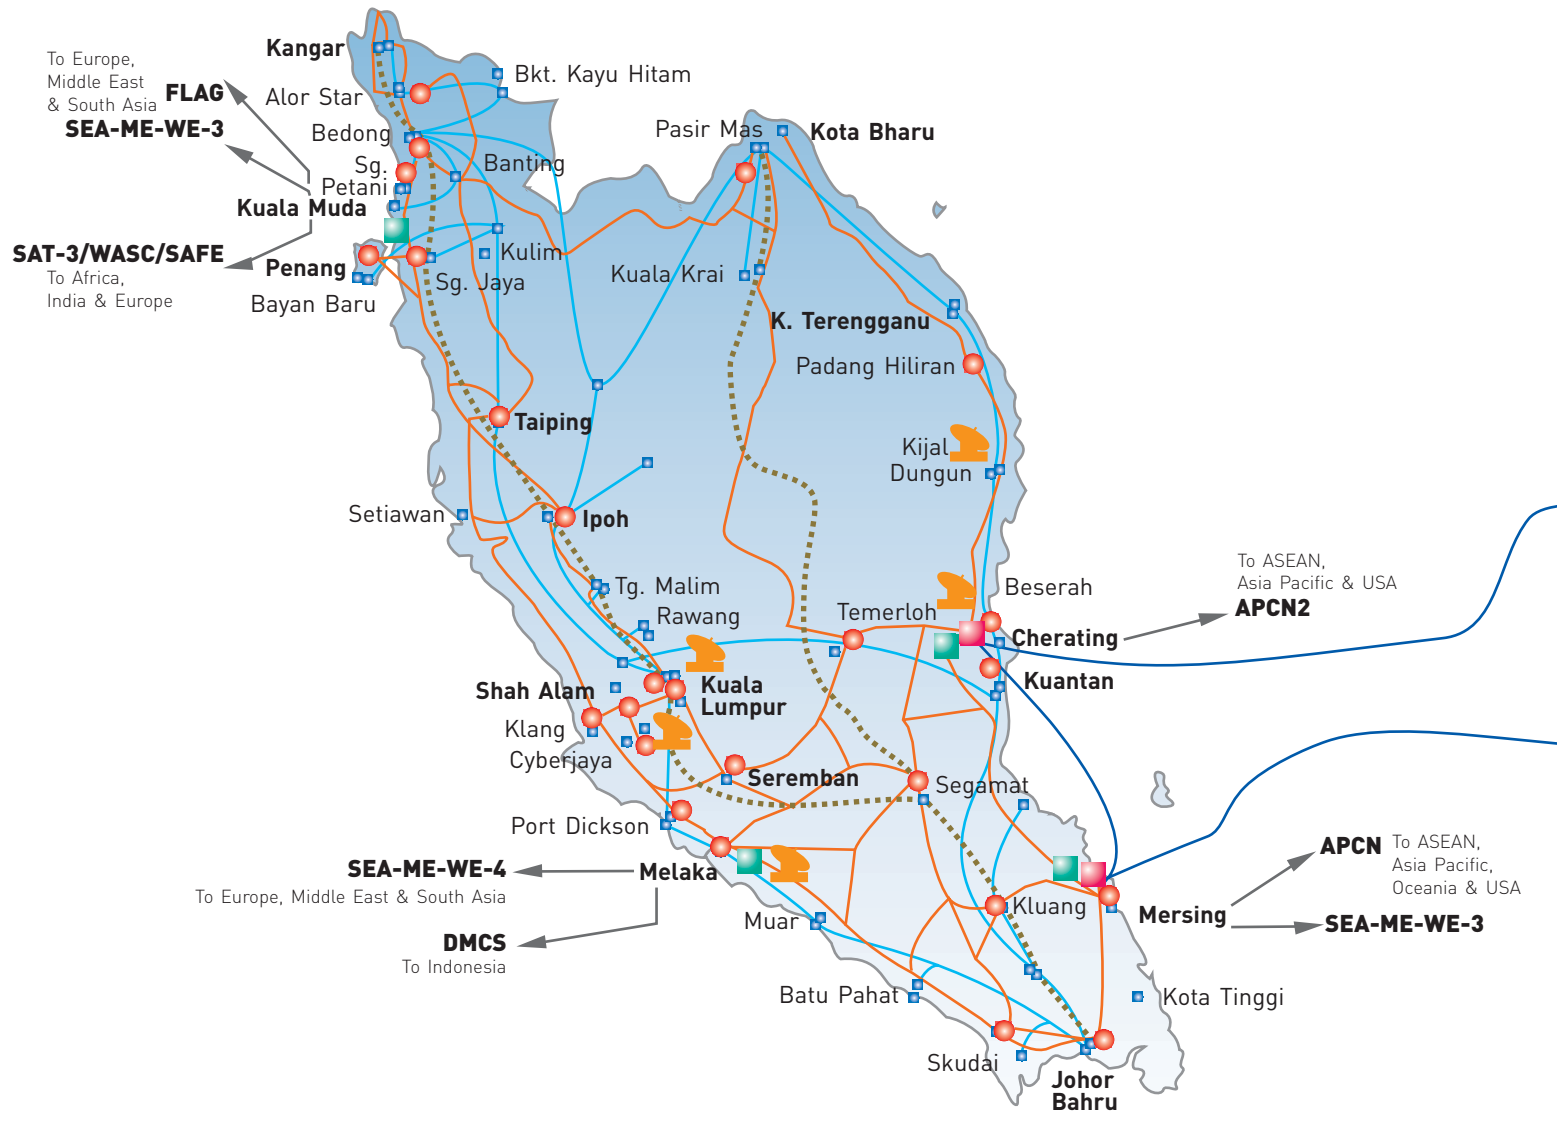 Kangar
To Europe,
Middle East
& South Asia
FLAG
SEA-ME-WE-3
Alor Star
Bkt. Kayu Hitam
Bedong
Pasir Mas
Kota Bharu
Sg.
Petani
Banting
Kuala Muda
SAT-3/WASC/SAFE
To Africa,
India & Europe
Penang
Kulim
Sg. Jaya
Bayan Baru
Kuala Krai
K. Terengganu
Padang Hiliran
Taiping
Kijal
Dungun
Setiawan
Ipoh
To ASEAN,
Asia Pacific & USA
APCN2
Tg. Malim
Rawang
Beserah
Temerloh
Cherating
Shah Alam
Kuala
Lumpur
Kuantan
Klang
Cyberjaya
Seremban
Segamat
Port Dickson
SEA-ME-WE-4
To Europe, Middle East & South Asia
Melaka
APCN
To ASEAN,
Asia Pacific,
Oceania & USA
DMCS
To Indonesia
Muar
Kluang
Mersing
SEA-ME-WE-3
Batu Pahat
Kota Tinggi
Skudai
Johor
Bahru